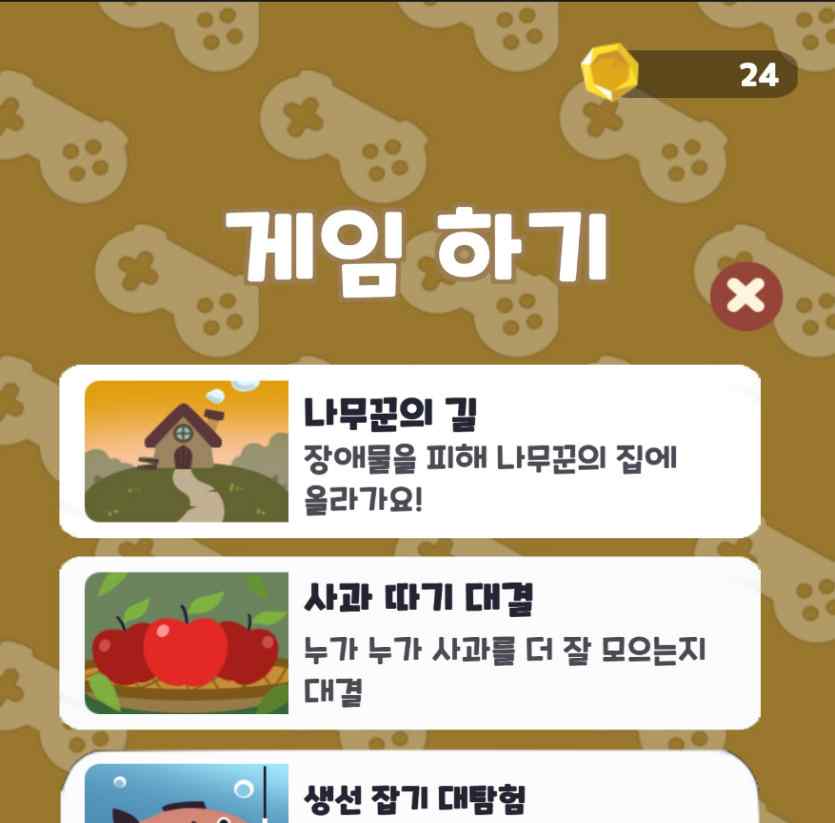 24
게임 하기
나무꾼의 길
장애물을 피해 나무꾼의 집에
올라가요!
사과 따기 대결
누가 누가 사과를 더 잘 모으는지
대결
생선 잡기 대탐험